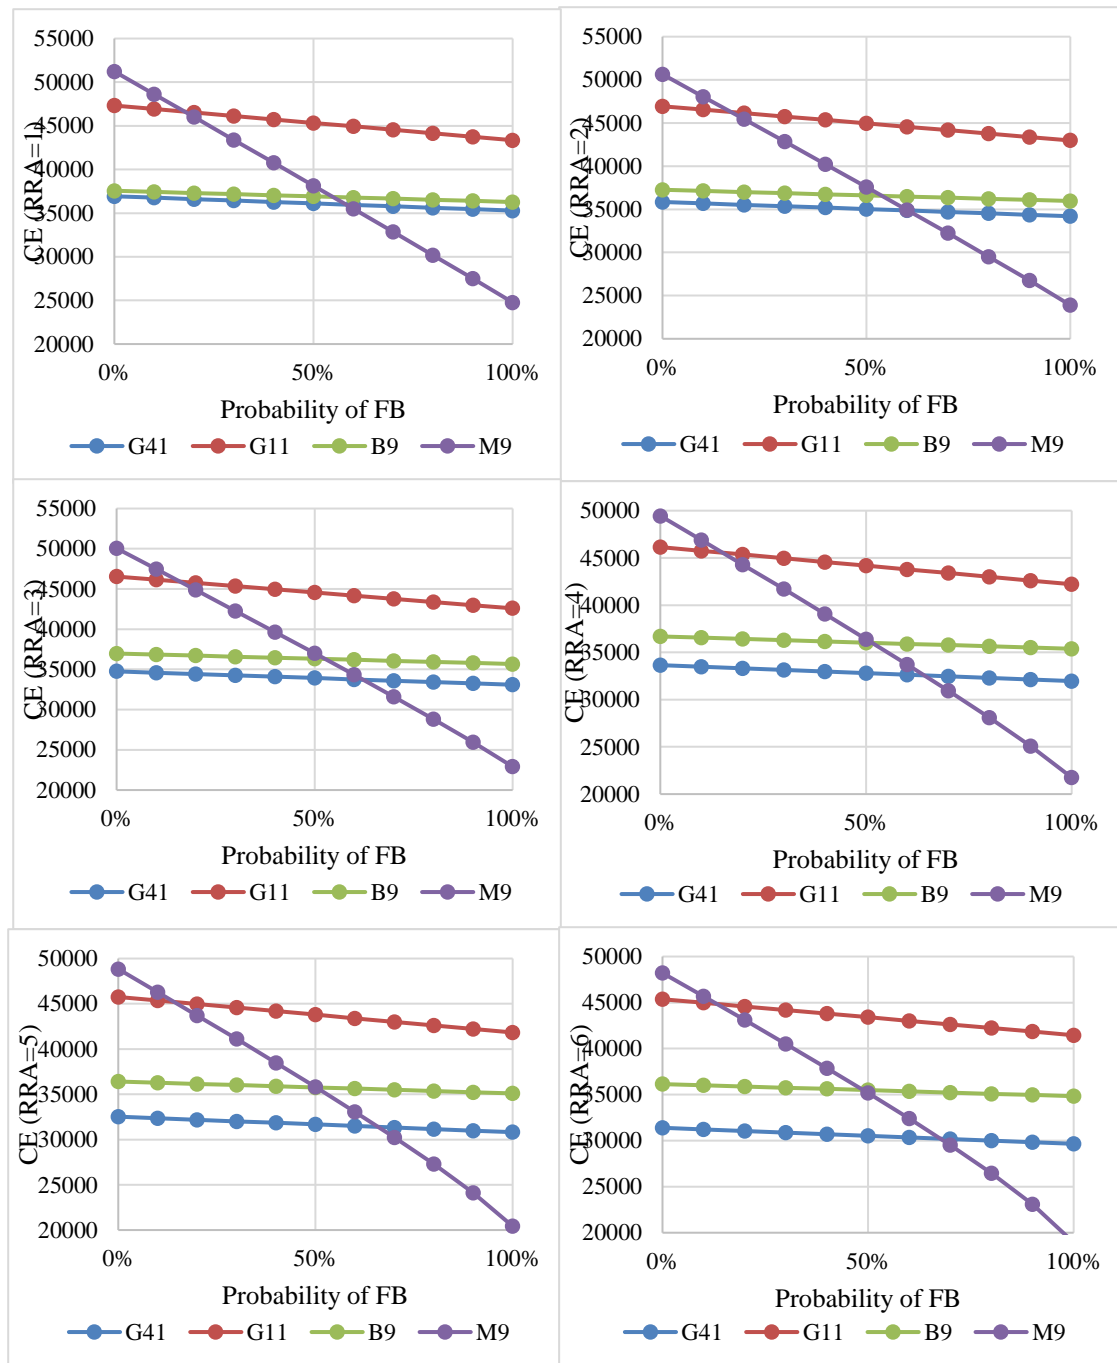 55000
50000
45000
40000
35000
30000
25000
20000
CE (RRA=1)
0% 50% 100%
Probability of FB
G41 G11 B9 M9
55000
50000
45000
40000
35000
30000
25000
20000
CE (RRA=2)
0% 50% 100%
Probability of FB
G41 G11 B9 M9
55000
50000
45000
40000
35000
30000
25000
20000
CE (RRA=3)
0% 50% 100%
Probability of FB
G41 G11 B9 M9
50000
45000
40000
35000
30000
25000
20000
CE (RRA=4)
0% 50% 100%
Probability of FB
G41 G11 B9 M9
50000
45000
40000
35000
30000
25000
20000
CE (RRA=5)
0% 50% 100%
Probability of FB
G41 G11 B9 M9
50000
45000
40000
35000
30000
25000
20000
CE (RRA=6)
0% 50% 100%
Probability of FB
G41 G11 B9 M9